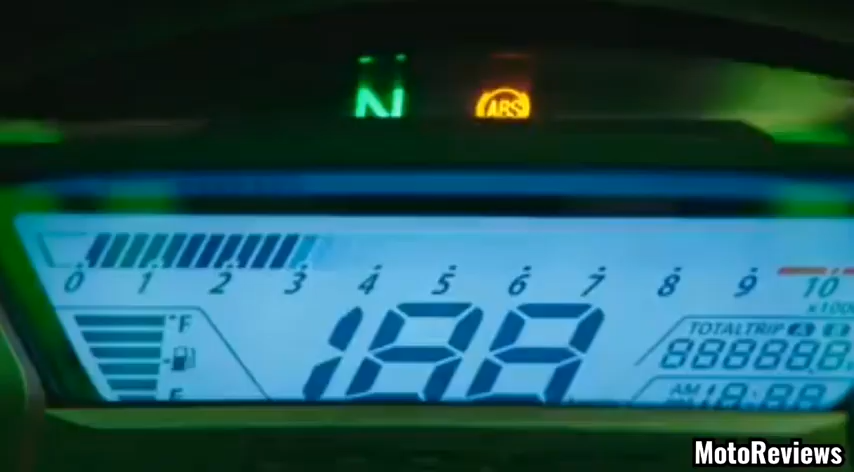 N ABS
0 1 2 3 4 5 6 7 8 9 10
x1000
F
188
TOTALTRIP A B
888888.
AM 18:88
MotoReviews